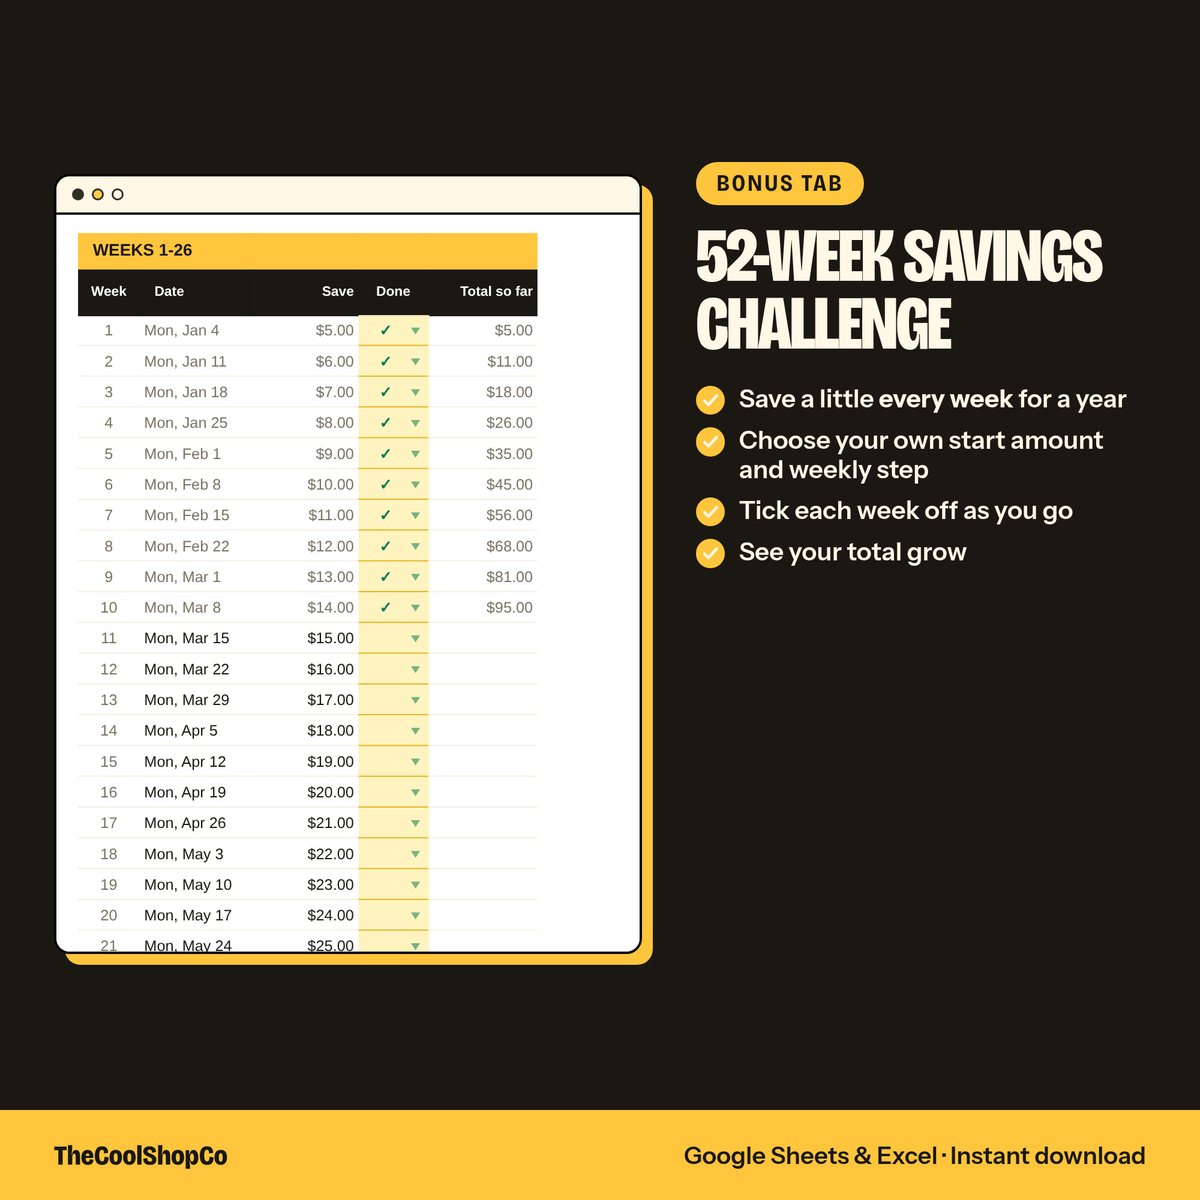 BONUS TAB
52-WEEK SAVINGS
CHALLENGE
Save a little every week for a year
Choose your own start amount
and weekly step
Tick each week off as you go
See your total grow
WEEKS 1-26
Week Date Save Done Total so far
1 Mon, Jan 4 $5.00 ✓ $5.00
2 Mon, Jan 11 $6.00 ✓ $11.00
3 Mon, Jan 18 $7.00 ✓ $18.00
4 Mon, Jan 25 $8.00 ✓ $26.00
5 Mon, Feb 1 $9.00 ✓ $35.00
6 Mon, Feb 8 $10.00 ✓ $45.00
7 Mon, Feb 15 $11.00 ✓ $56.00
8 Mon, Feb 22 $12.00 ✓ $68.00
9 Mon, Mar 1 $13.00 ✓ $81.00
10 Mon, Mar 8 $14.00 ✓ $95.00
11 Mon, Mar 15 $15.00
12 Mon, Mar 22 $16.00
13 Mon, Mar 29 $17.00
14 Mon, Apr 5 $18.00
15 Mon, Apr 12 $19.00
16 Mon, Apr 19 $20.00
17 Mon, Apr 26 $21.00
18 Mon, May 3 $22.00
19 Mon, May 10 $23.00
20 Mon, May 17 $24.00
21 Mon, May 24 $25.00
TheCoolShopCo
Google Sheets & Excel · Instant download